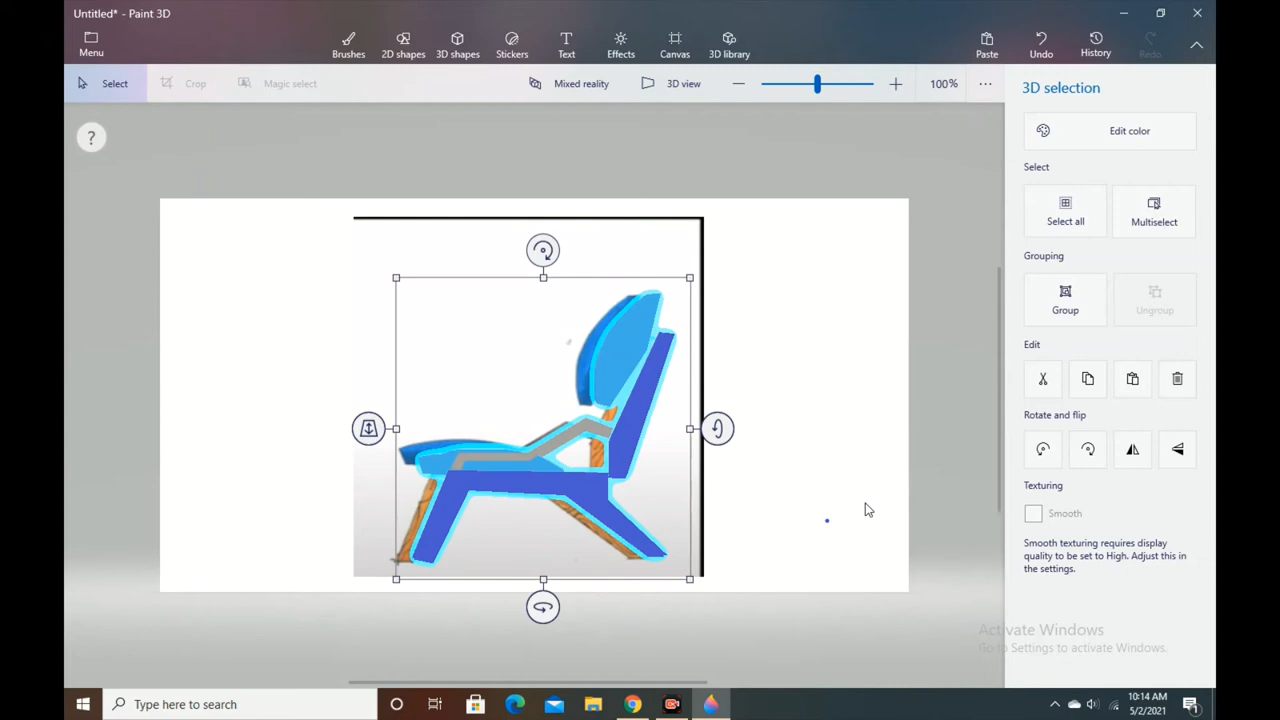 Untitled* - Paint 3D
Menu
Brushes
2D shapes
3D shapes
Stickers
Text
Effects
Canvas
3D library
Paste
Undo
History
Redo
Select
Crop
Magic select
Mixed reality
3D view
100%
3D selection
?
Edit color
Select
Select all
Multiselect
Grouping
Group
Ungroup
Edit
Rotate and flip
Texturing
Smooth
Smooth texturing requires display
quality to be set to High. Adjust this in
the settings.
Activate Windows
Go to Settings to activate Windows.
Type here to search
10:14 AM
5/2/2021
1